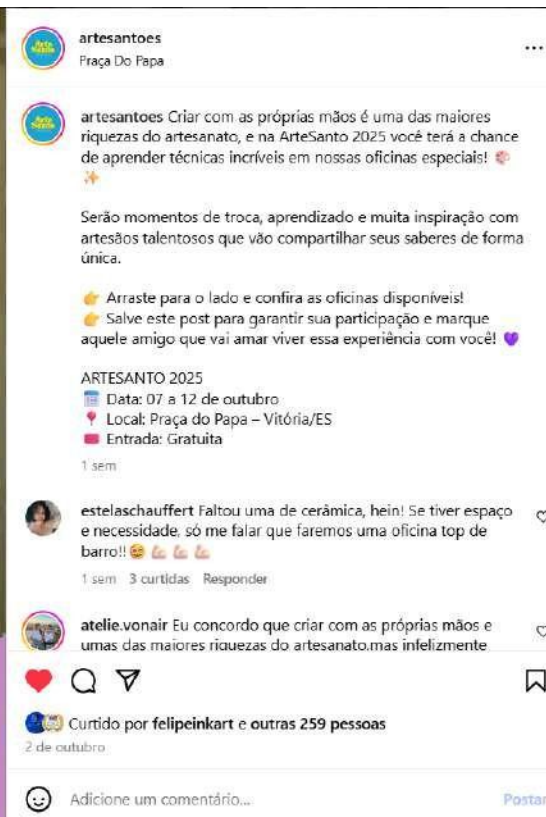 artesantoes
Praça Do Papa
artesantoes Criar com as próprias mãos é uma das maiores
riquezas do artesanato, e na ArteSanto 2025 você terá a chance
de aprender técnicas incríveis em nossas oficinas especiais!
Serão momentos de troca, aprendizado e muita inspiração com
artesãos talentosos que vão compartilhar seus saberes de forma
única.
👉 Arraste para o lado e confira as oficinas disponíveis!
👉 Salve este post para garantir sua participação e marque
aquele amigo que vai amar viver essa experiência com você! 💜
ARTESANTO 2025
📅 Data: 07 a 12 de outubro
📍 Local: Praça do Papa – Vitória/ES
🎟️ Entrada: Gratuita
1 sem
estelaschauffert Faltou uma de cerâmica, hein! Se tiver espaço
e necessidade, só me falar que faremos uma oficina top de
barro!!
1 sem 3 curtidas Responder
atelie.vonair Eu concordo que criar com as próprias mãos e
umas das maiores riquezas do artesanato,mas infelizmente
Curtido por felipeinkart e outras 259 pessoas
2 de outubro
Adicione um comentário...
Postar